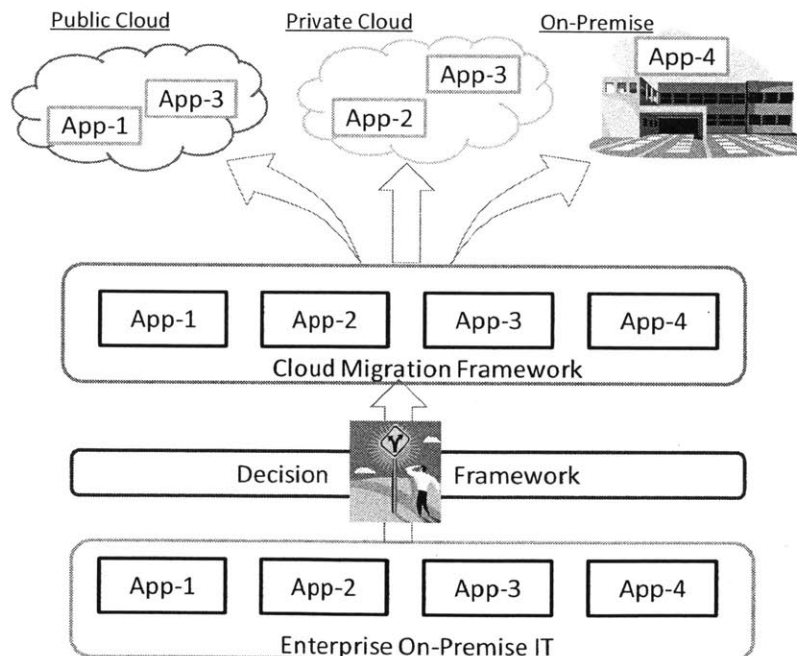 Public Cloud Private Cloud On-Premise
App-4
App-3
App-3
App-1
App-2
App-1 App-2 App-3 App-4
Cloud Migration Framework
Decision Framework
App-1 App-2 App-3 App-4
Enterprise On-Premise IT